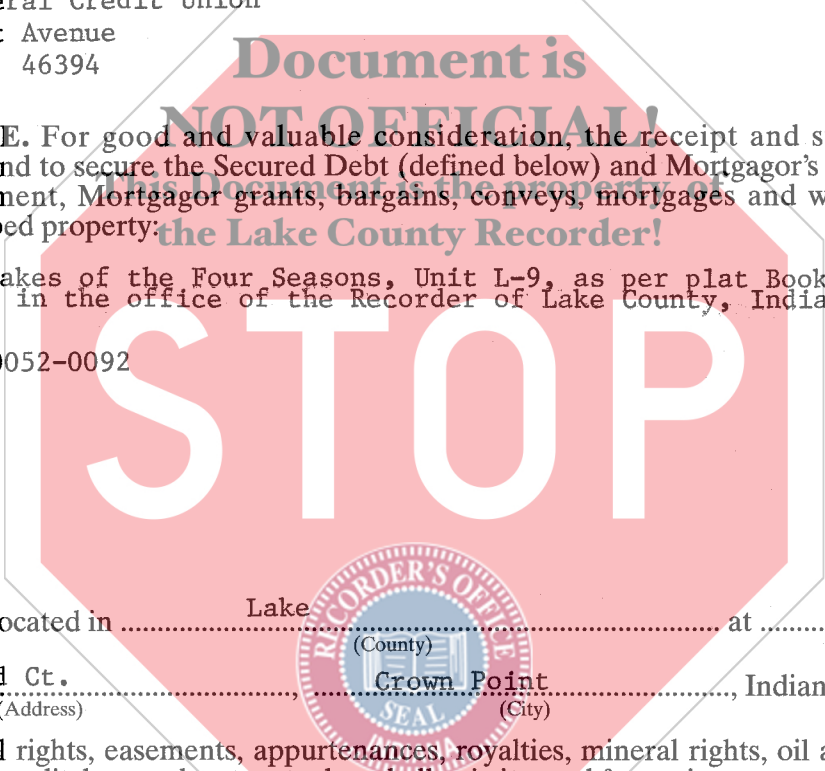 eral Credit Union
Avenue
46394
Document is
NOT OFFICIAL!
This Document is the property of
the Lake County Recorder!
E. For good and valuable consideration, the receipt and s
nd to secure the Secured Debt (defined below) and Mortgagor's
ment, Mortgagor grants, bargains, conveys, mortgages and w
bed property:
akes of the Four Seasons, Unit L-9, as per plat Book
in the office of the Recorder of Lake County, India
0052-0092
STOP
ocated in Lake at
(County)
Ct. , Crown Point , Indian
(Address) (City)
RECORDER'S OFFICE
SEAL
rights, easements, appurtenances, royalties, mineral rights, oil a